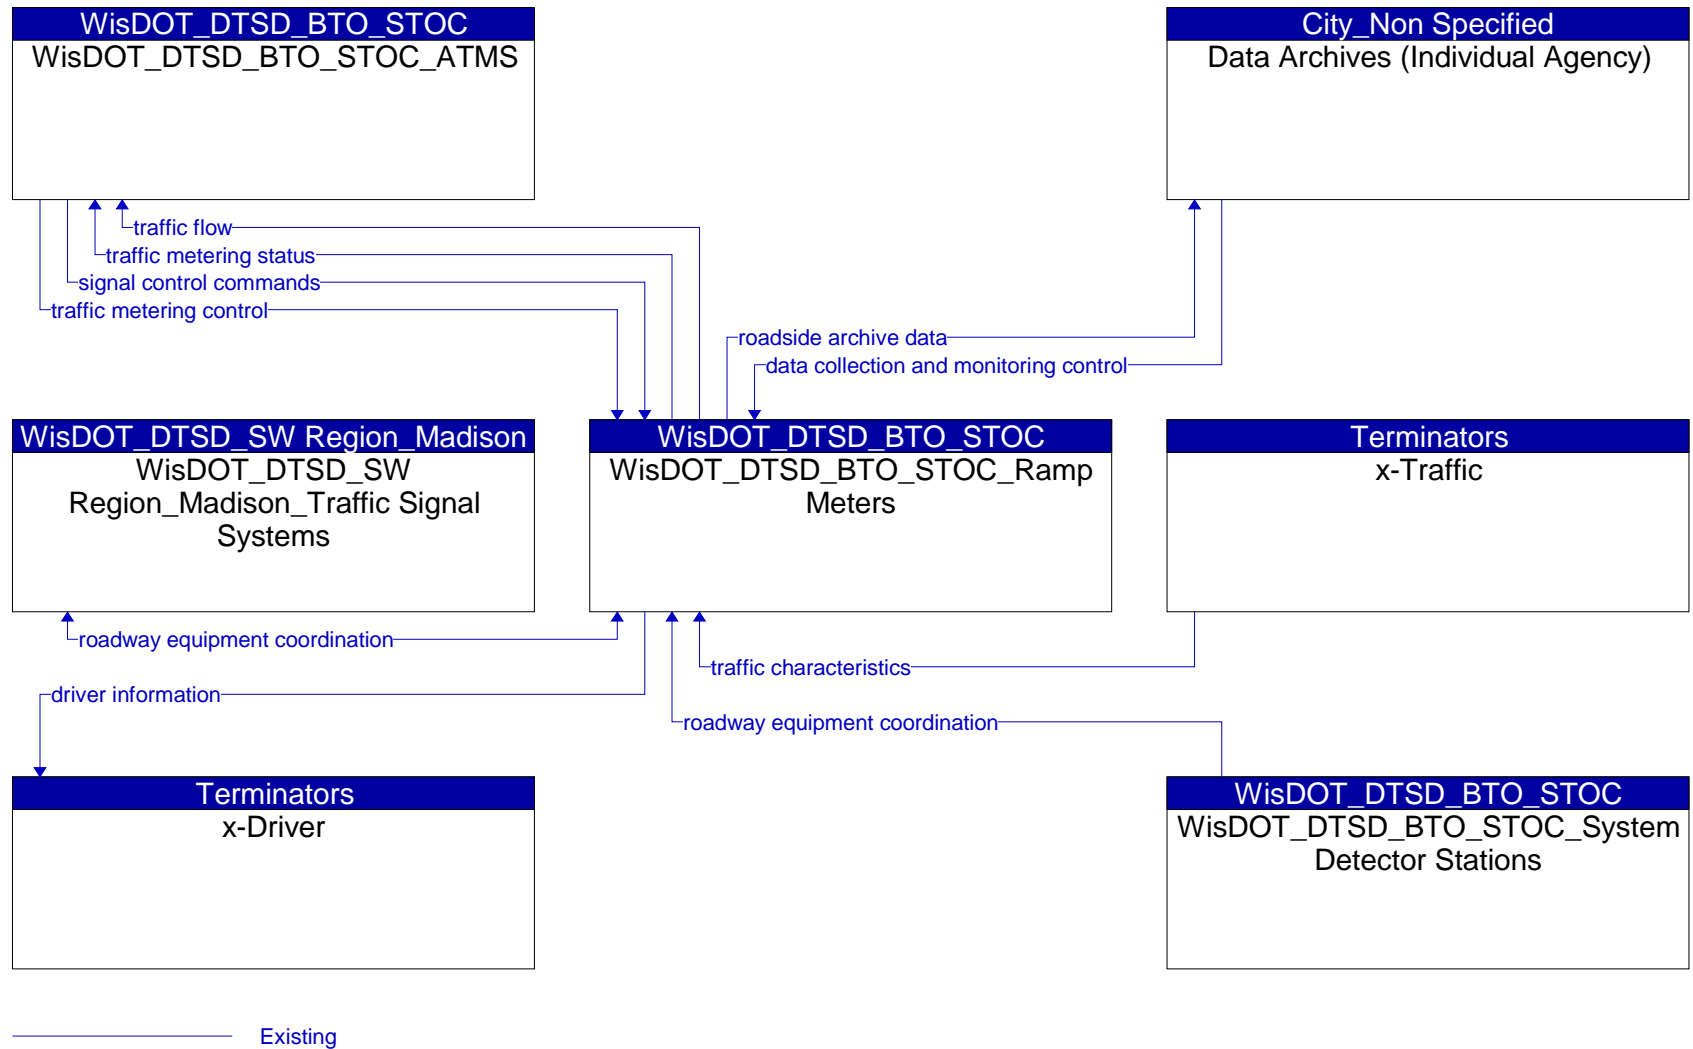 WisDOT_DTSD_BTO_STOC
WisDOT_DTSD_BTO_STOC_ATMS
City_Non Specified
Data Archives (Individual Agency)
traffic flow
traffic metering status
signal control commands
traffic metering control
roadside archive data
data collection and monitoring control
WisDOT_DTSD_SW Region_Madison
WisDOT_DTSD_SW
Region_Madison_Traffic Signal
Systems
WisDOT_DTSD_BTO_STOC
WisDOT_DTSD_BTO_STOC_Ramp
Meters
Terminators
x-Traffic
roadway equipment coordination
traffic characteristics
driver information
roadway equipment coordination
Terminators
x-Driver
WisDOT_DTSD_BTO_STOC
WisDOT_DTSD_BTO_STOC_System
Detector Stations
Existing